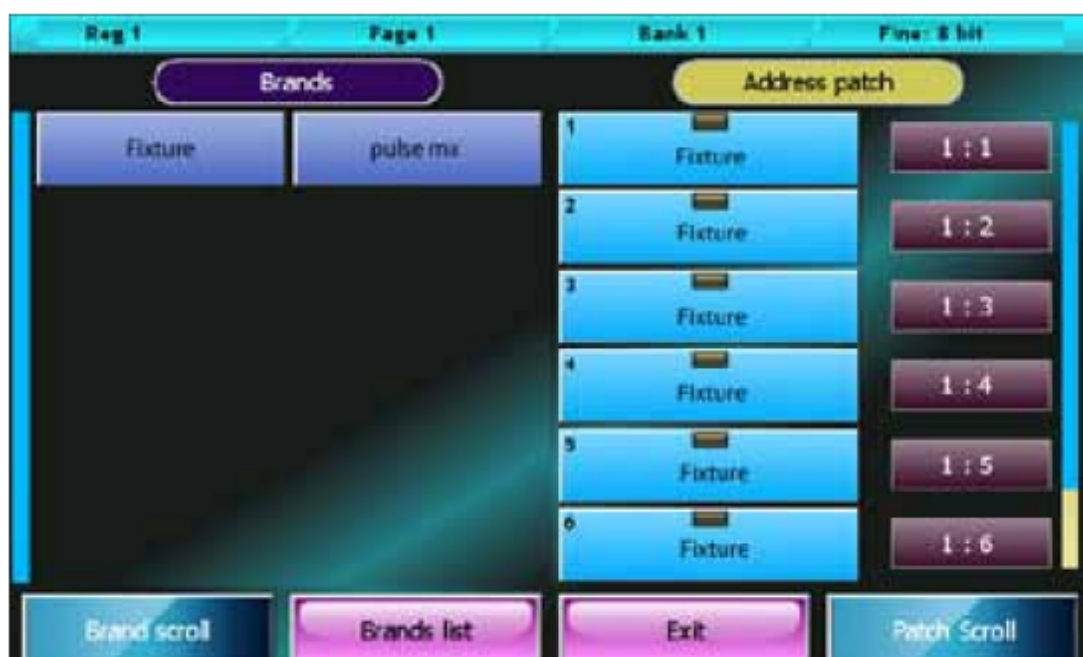 Reg 1 Page 1 Bank 1 Fine: 8 bit
Brands Address patch
Fixture pulse mx 1 Fixture 1 : 1
2 Fixture 1 : 2
3 Fixture 1 : 3
4 Fixture 1 : 4
5 Fixture 1 : 5
6 Fixture 1 : 6
Brand scroll Brands list Exit Patch Scroll